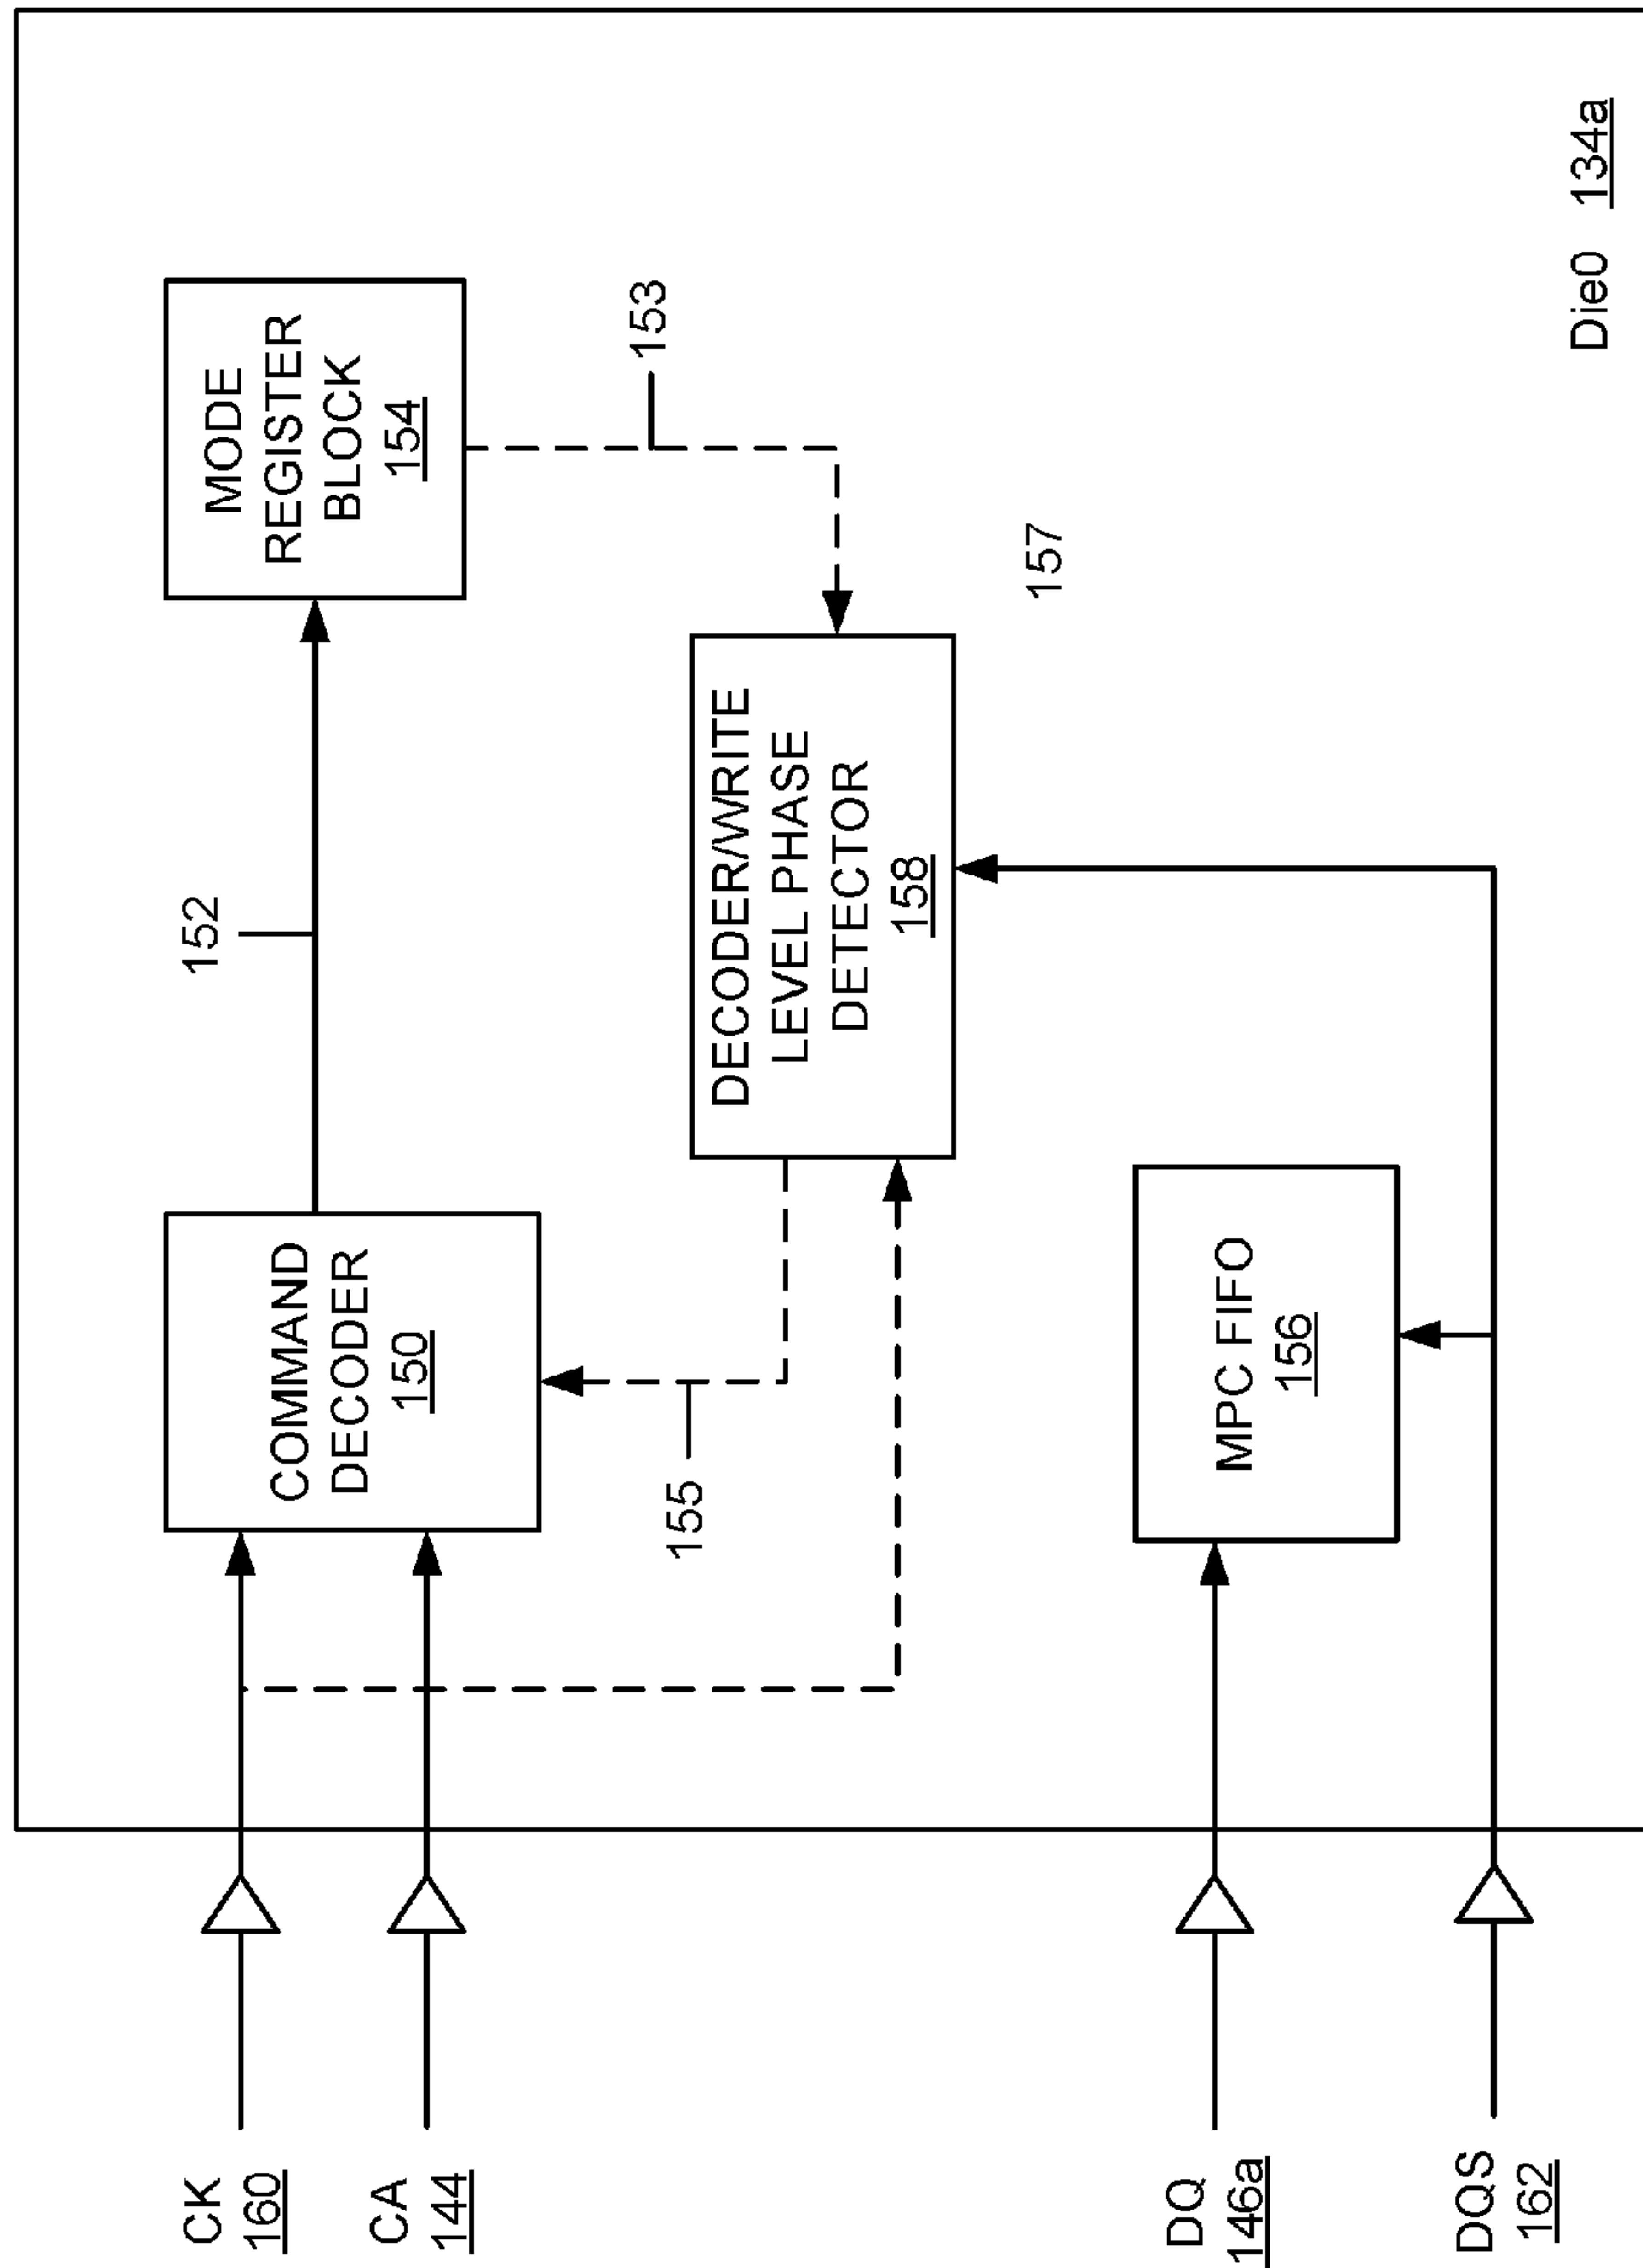 CK
160
CA
144
DQ
146a
DQS
162
COMMAND
DECODER
150
152
MODE
REGISTER
BLOCK
154
153
155
DECODER/WRITE
LEVEL PHASE
DETECTOR
158
157
MPC FIFO
156
Die0 134a